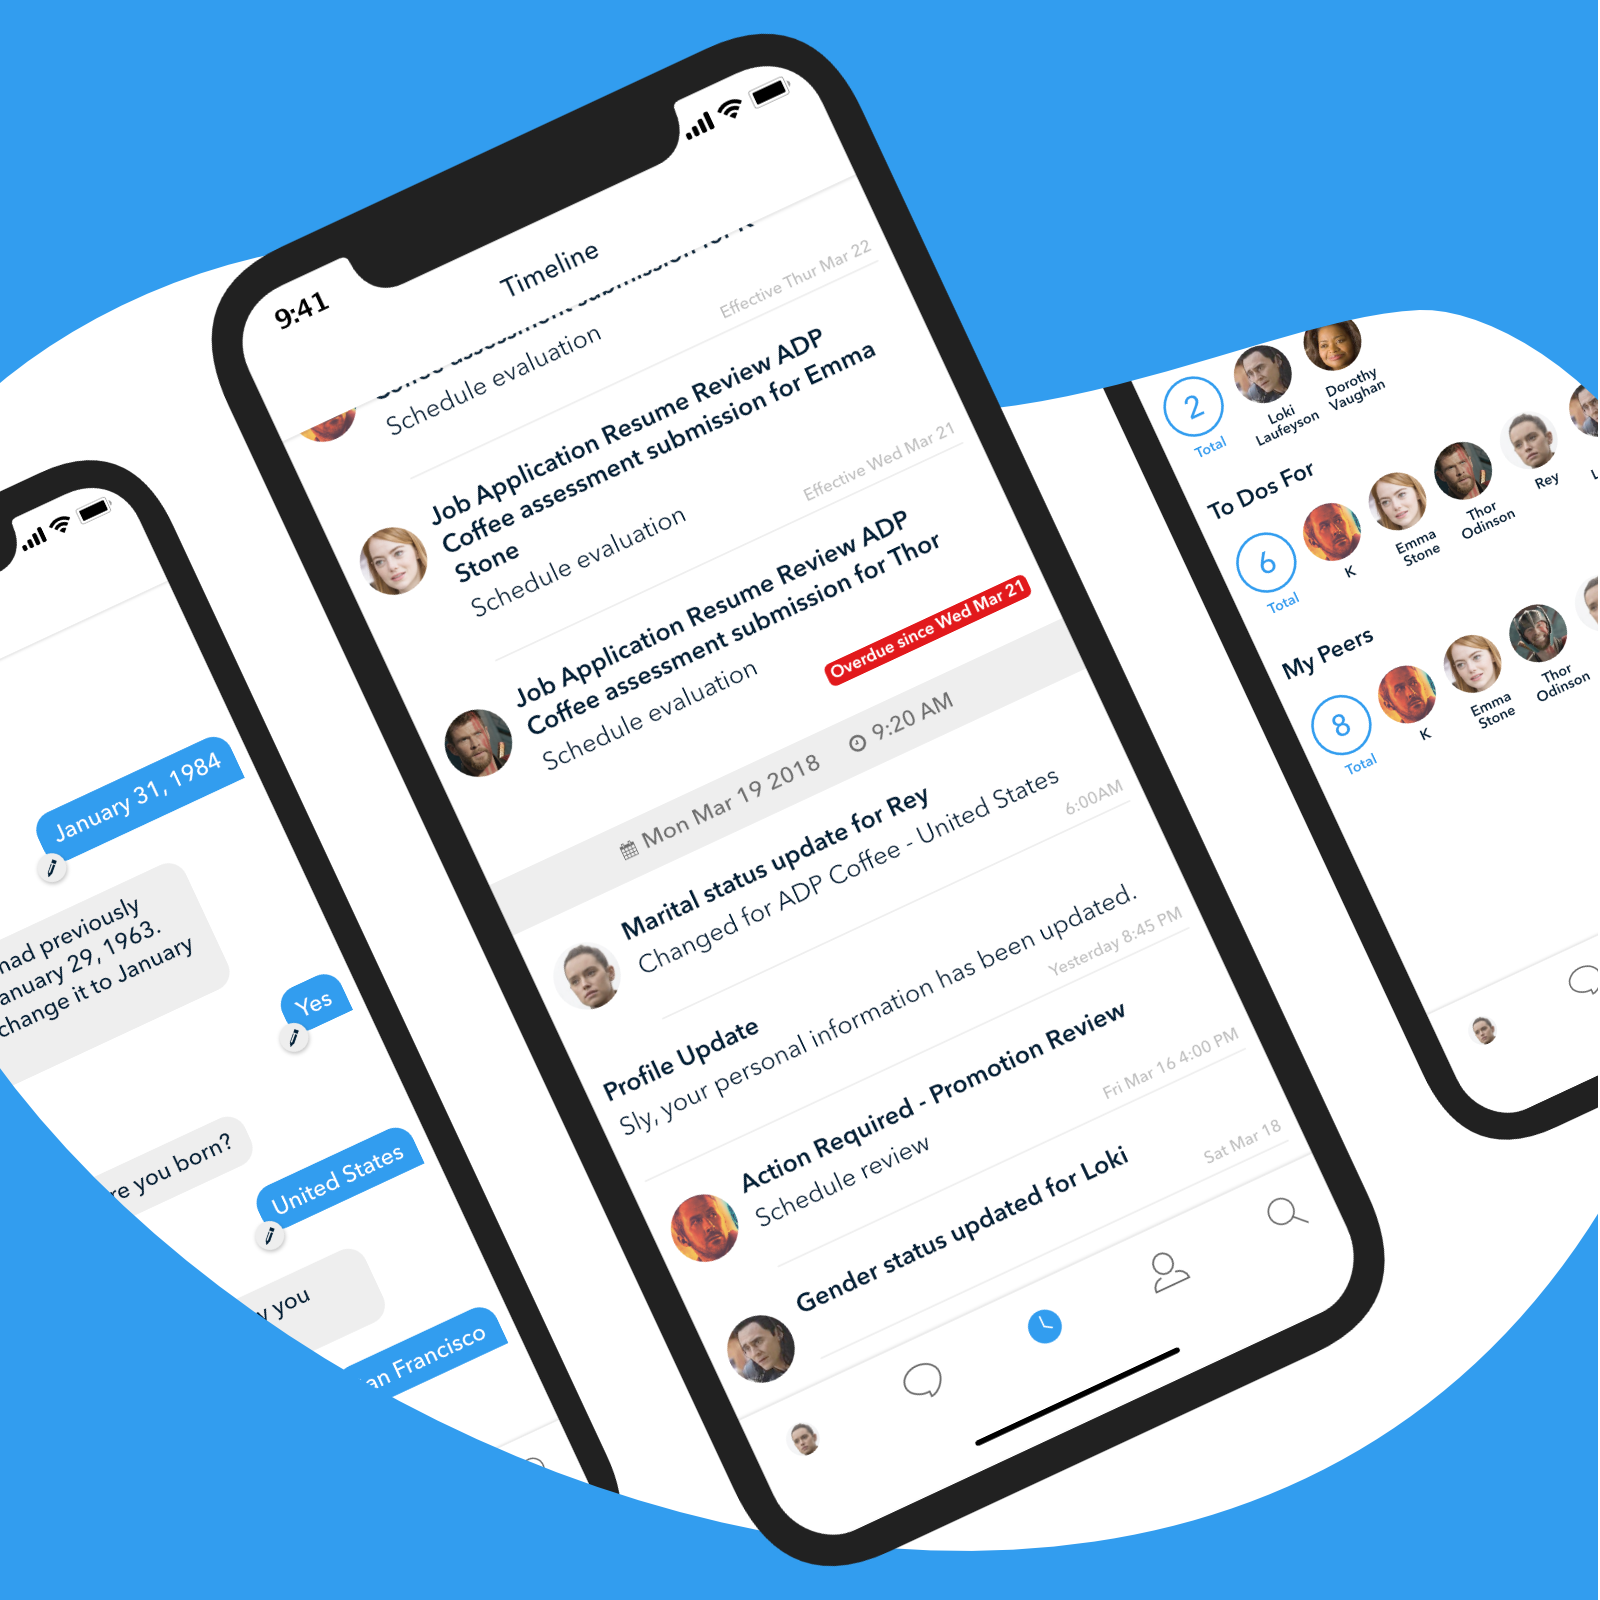 9:41
Timeline
Coffee assessment submission for K
Schedule evaluation
Effective Thur Mar 22
Job Application Resume Review ADP
Coffee assessment submission for Emma
Stone
Schedule evaluation
Effective Wed Mar 21
Job Application Resume Review ADP
Coffee assessment submission for Thor
Schedule evaluation
Overdue since Wed Mar 21
Mon Mar 19 2018 9:20 AM
Marital status update for Rey
Changed for ADP Coffee - United States
6:00AM
Profile Update
Sly, your personal information has been updated.
Yesterday 8:45 PM
Action Required - Promotion Review
Schedule review
Fri Mar 16 4:00 PM
Gender status updated for Loki
Sat Mar 18
January 31, 1984
had previously
anuary 29, 1963.
change it to January
Yes
re you born?
United States
y you
an Francisco
2
Total
Loki
Laufeyson
Dorothy
Vaughan
To Dos For
6
Total
K
Emma
Stone
Thor
Odinson
Rey
L
My Peers
8
Total
K
Emma
Stone
Thor
Odinson